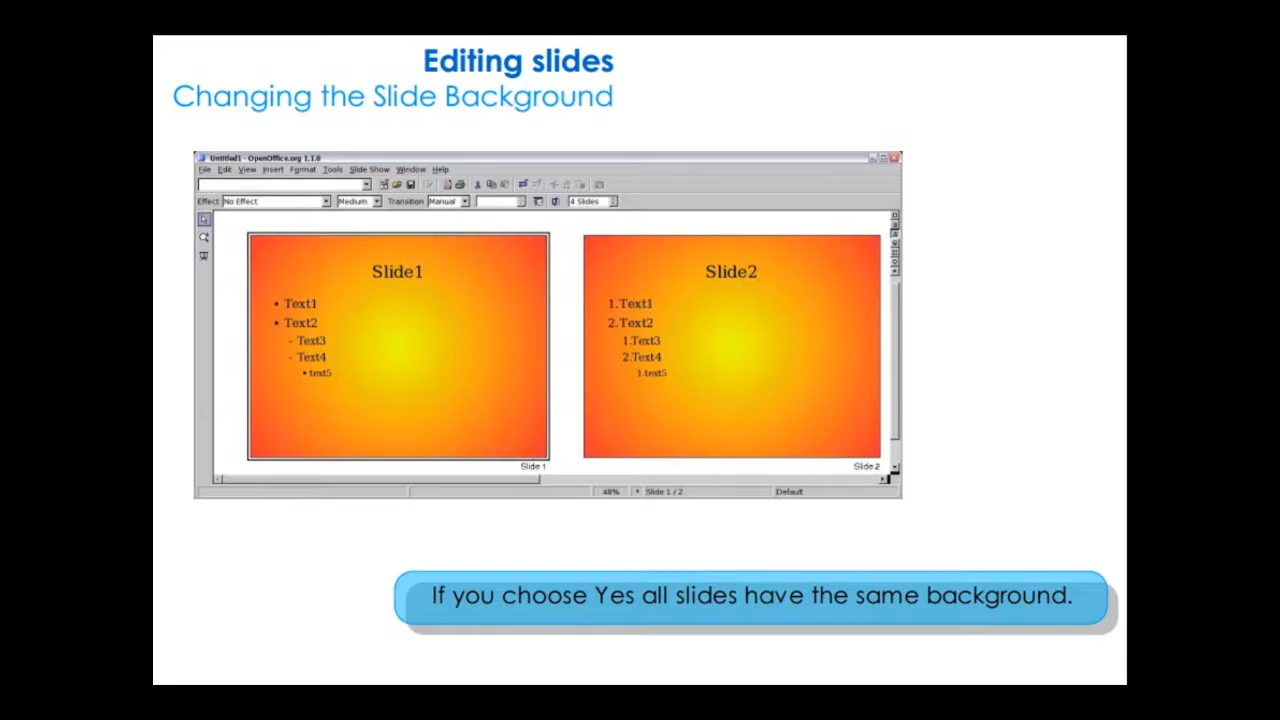 Editing slides
Changing the Slide Background
Untitled1 - OpenOffice.org 1.1.0
File Edit View Insert Format Tools Slide Show Window Help
Effect No Effect Medium Transition Manual 4 Slides
Slide1
• Text1
• Text2
– Text3
– Text4
• text5
Slide 1
Slide2
1.Text1
2.Text2
1.Text3
2.Text4
1.text5
Slide 2
48% * Slide 1 / 2 Default
If you choose Yes all slides have the same background.